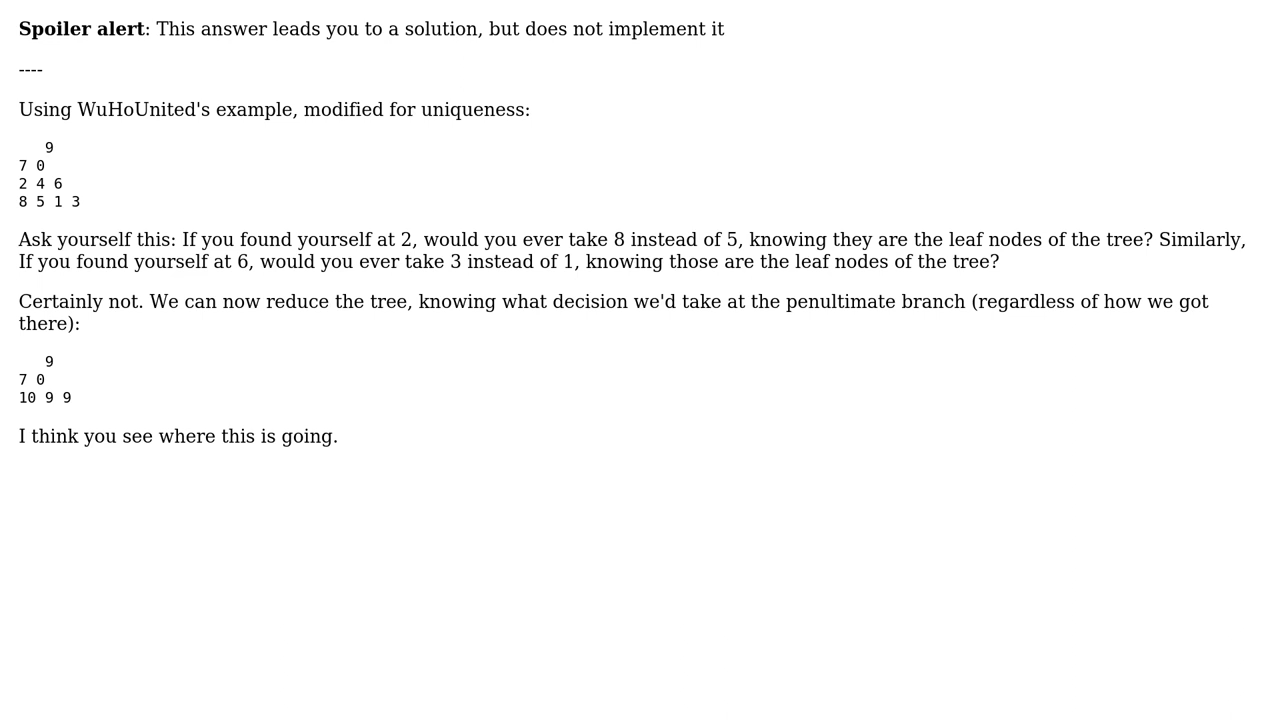 Spoiler alert: This answer leads you to a solution, but does not implement it
----
Using WuHoUnited's example, modified for uniqueness:
   9
7 0
2 4 6
8 5 1 3
Ask yourself this: If you found yourself at 2, would you ever take 8 instead of 5, knowing they are the leaf nodes of the tree? Similarly,
If you found yourself at 6, would you ever take 3 instead of 1, knowing those are the leaf nodes of the tree?
Certainly not. We can now reduce the tree, knowing what decision we'd take at the penultimate branch (regardless of how we got
there):
   9
7 0
10 9 9
I think you see where this is going.